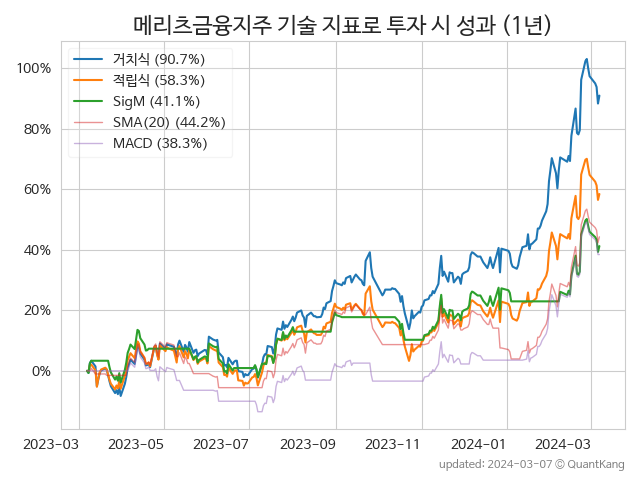 메리츠금융지주 기술 지표로 투자 시 성과 (1년)
거치식 (90.7%)
적립식 (58.3%)
SigM (41.1%)
SMA(20) (44.2%)
MACD (38.3%)
100%
80%
60%
40%
20%
0%
2023-03 2023-05 2023-07 2023-09 2023-11 2024-01 2024-03
updated: 2024-03-07 © QuantKang